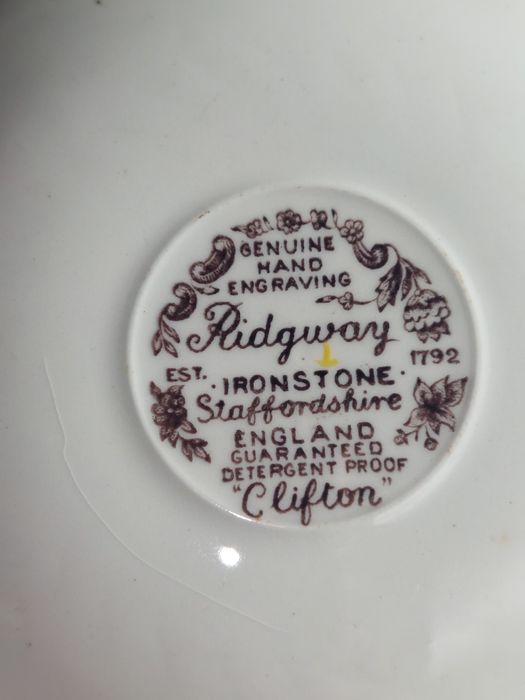 GENUINE
HAND
ENGRAVING
Ridgway
EST. 1792
· IRONSTONE ·
Staffordshire
ENGLAND
GUARANTEED
DETERGENT PROOF
"Clifton"